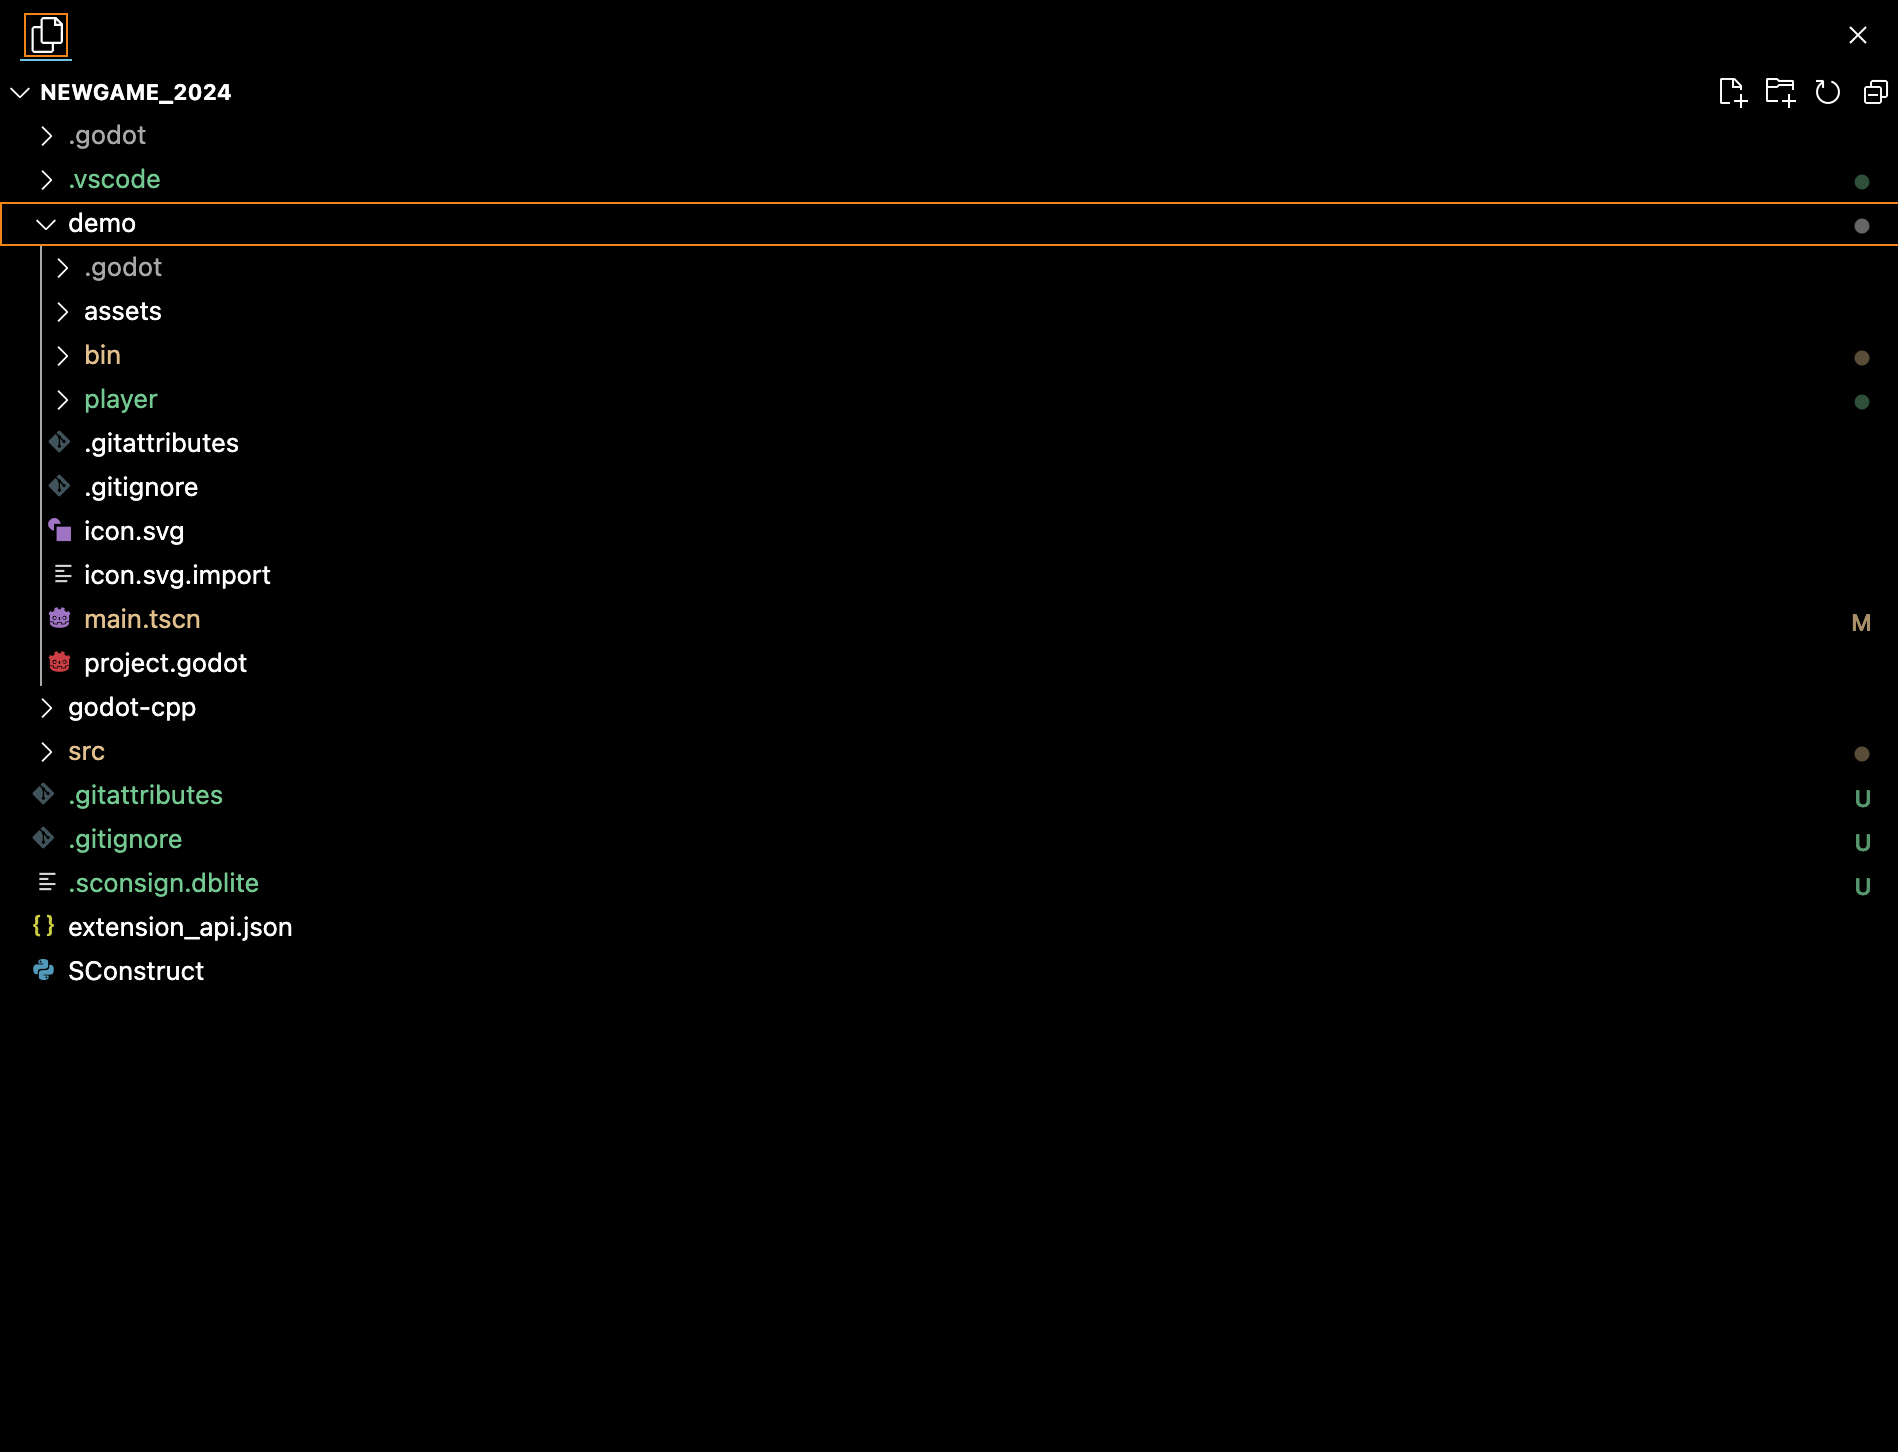 NEWGAME_2024
.godot
.vscode
demo
.godot
assets
bin
player
.gitattributes
.gitignore
icon.svg
icon.svg.import
main.tscn M
project.godot
godot-cpp
src
.gitattributes U
.gitignore U
.sconsign.dblite U
{} extension_api.json
SConstruct